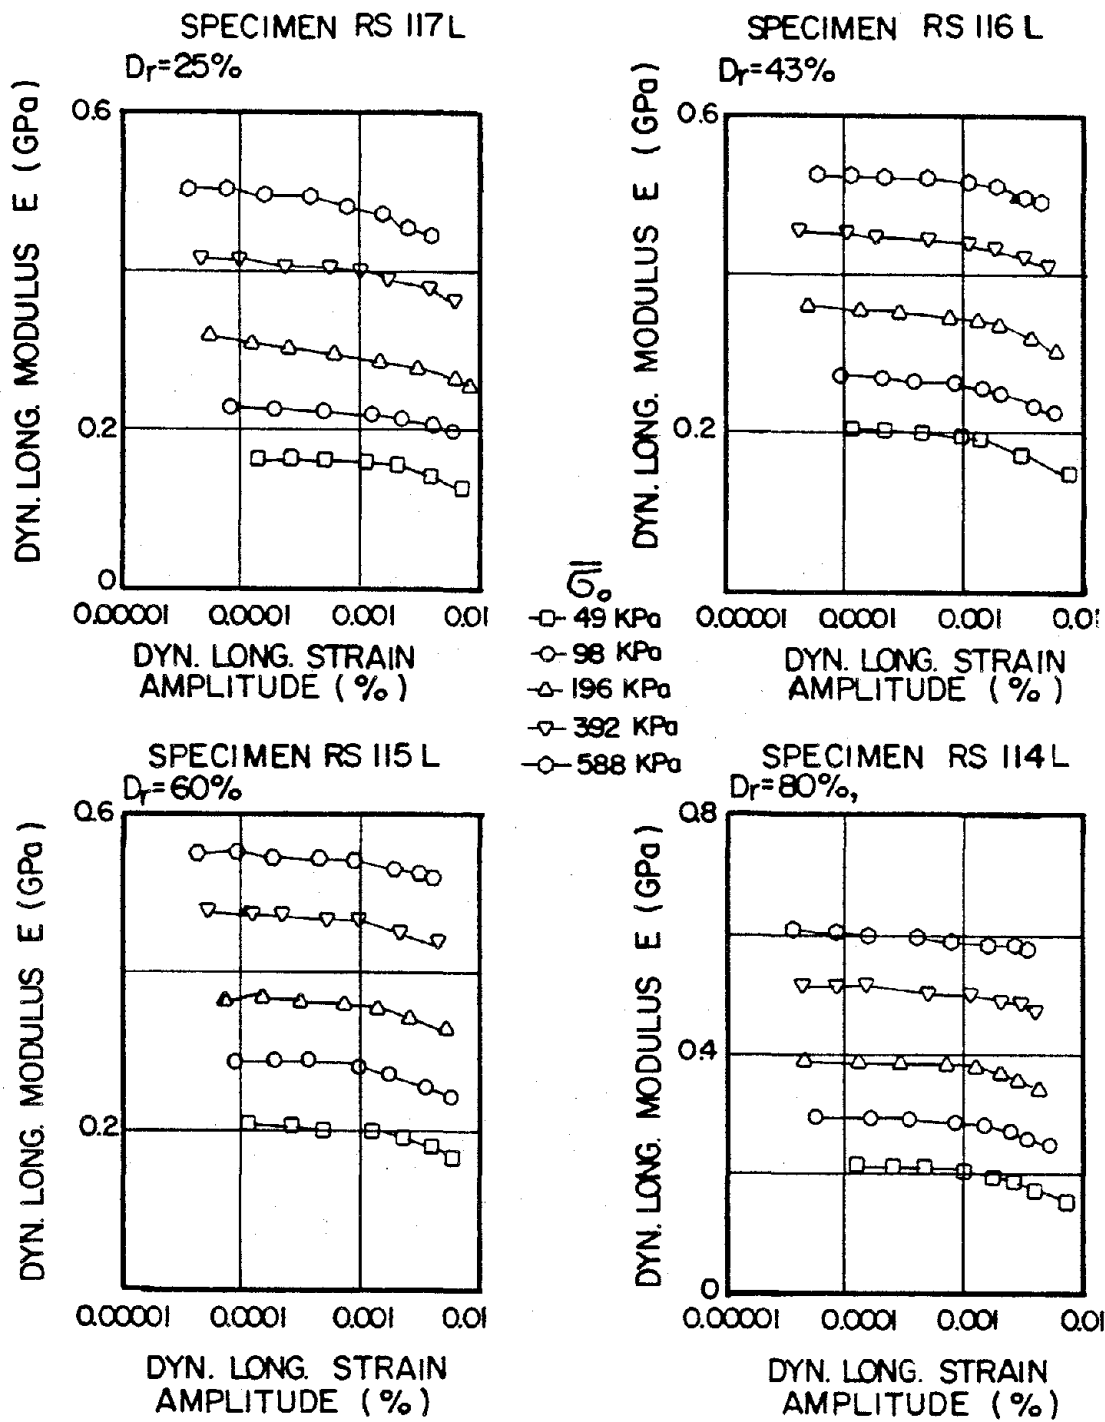 SPECIMEN RS 117 L
Dr=25%
DYN. LONG. MODULUS E (GPa)
0.6
0.2
0
0.00001 0.0001 0.001 0.01
DYN. LONG. STRAIN
AMPLITUDE (%)
SPECIMEN RS 116 L
Dr=43%
DYN. LONG. MODULUS E (GPa)
0.6
0.2
0.00001 0.0001 0.001 0.01
DYN. LONG. STRAIN
AMPLITUDE (%)
σ̄₀
49 KPa
98 KPa
196 KPa
392 KPa
588 KPa
SPECIMEN RS 115 L
Dr=60%
DYN. LONG. MODULUS E (GPa)
0.6
0.2
0.00001 0.0001 0.001 0.01
DYN. LONG. STRAIN
AMPLITUDE (%)
SPECIMEN RS 114 L
Dr=80%,
DYN. LONG. MODULUS E (GPa)
0.8
0.4
0
0.00001 0.0001 0.001 0.01
DYN. LONG. STRAIN
AMPLITUDE (%)